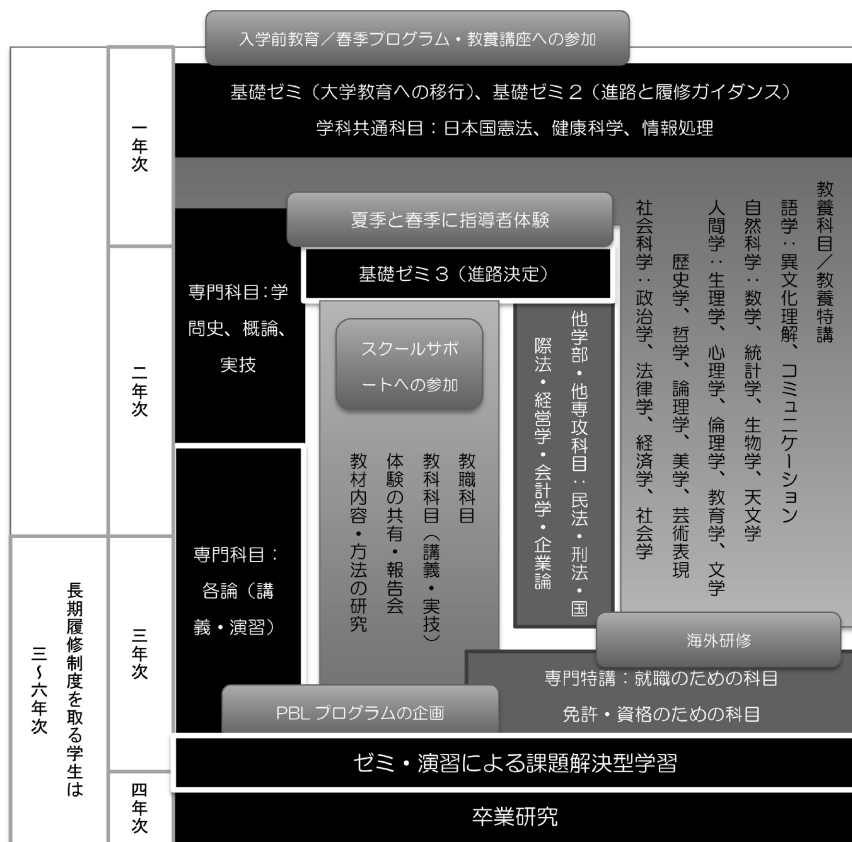 入学前教育／春季プログラム・教養講座への参加
基礎ゼミ（大学教育への移行）、基礎ゼミ２（進路と履修ガイダンス）
学科共通科目：日本国憲法、健康科学、情報処理
一年次
二年次
三年次
四年次
長期履修制度を取る学生は
三〜六年次
夏季と春季に指導者体験
基礎ゼミ３（進路決定）
専門科目：学
問史、概論、
実技
スクールサポ
ートへの参加
教職科目
教科科目（講義・実技）
体験の共有・報告会
教材内容・方法の研究
他学部・他専攻科目：民法・刑法・国
際法・経営学・会計学・企業論
教養科目／教養特講
語学：異文化理解、コミュニケーション
自然科学：数学、統計学、生物学、天文学
人間学：生理学、心理学、倫理学、教育学、文学
歴史学、哲学、論理学、美学、芸術表現
社会科学：政治学、法律学、経済学、社会学
専門科目：
各論（講
義・演習）
海外研修
専門特講：就職のための科目
免許・資格のための科目
PBL プログラムの企画
ゼミ・演習による課題解決型学習
卒業研究